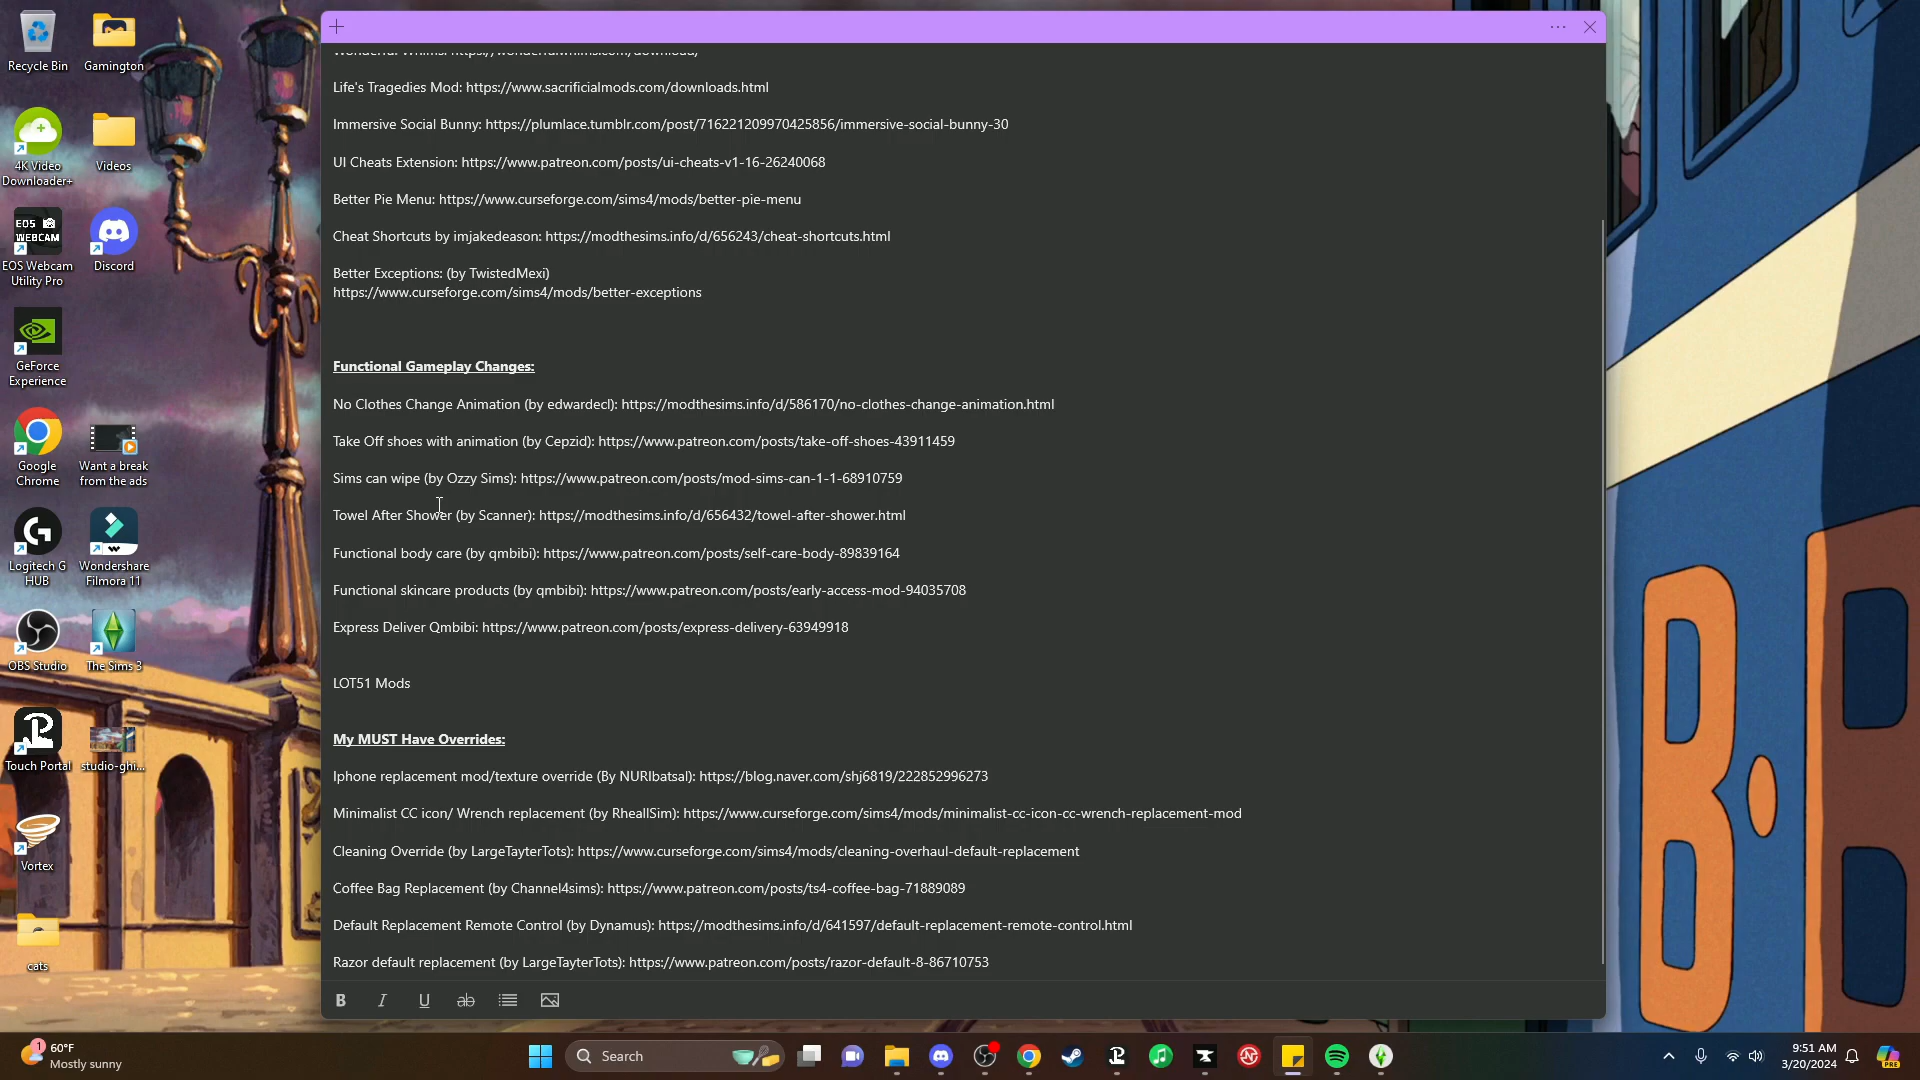 Recycle Bin
Gamington
4K Video
Downloader+
Videos
EOS
WEBCAM
EOS Webcam
Utility Pro
Discord
GeForce
Experience
Google
Chrome
Want a break
from the ads
Logitech G
HUB
Wondershare
Filmora 11
OBS Studio
The Sims 3
Touch Portal
studio-ghi...
Vortex
cats
Wonderful Whims: https://wonderfulwhims.com/download/
Life's Tragedies Mod: https://www.sacrificialmods.com/downloads.html
Immersive Social Bunny: https://plumlace.tumblr.com/post/716221209970425856/immersive-social-bunny-30
UI Cheats Extension: https://www.patreon.com/posts/ui-cheats-v1-16-26240068
Better Pie Menu: https://www.curseforge.com/sims4/mods/better-pie-menu
Cheat Shortcuts by imjakedeason: https://modthesims.info/d/656243/cheat-shortcuts.html
Better Exceptions: (by TwistedMexi)
https://www.curseforge.com/sims4/mods/better-exceptions
Functional Gameplay Changes:
No Clothes Change Animation (by edwardecl): https://modthesims.info/d/586170/no-clothes-change-animation.html
Take Off shoes with animation (by Cepzid): https://www.patreon.com/posts/take-off-shoes-43911459
Sims can wipe (by Ozzy Sims): https://www.patreon.com/posts/mod-sims-can-1-1-68910759
Towel After Shower (by Scanner): https://modthesims.info/d/656432/towel-after-shower.html
Functional body care (by qmbibi): https://www.patreon.com/posts/self-care-body-89839164
Functional skincare products (by qmbibi): https://www.patreon.com/posts/early-access-mod-94035708
Express Deliver Qmbibi: https://www.patreon.com/posts/express-delivery-63949918
LOT51 Mods
My MUST Have Overrides:
Iphone replacement mod/texture override (By NURIbatsal): https://blog.naver.com/shj6819/222852996273
Minimalist CC icon/ Wrench replacement (by RheallSim): https://www.curseforge.com/sims4/mods/minimalist-cc-icon-cc-wrench-replacement-mod
Cleaning Override (by LargeTayterTots): https://www.curseforge.com/sims4/mods/cleaning-overhaul-default-replacement
Coffee Bag Replacement (by Channel4sims): https://www.patreon.com/posts/ts4-coffee-bag-71889089
Default Replacement Remote Control (by Dynamus): https://modthesims.info/d/641597/default-replacement-remote-control.html
Razor default replacement (by LargeTayterTots): https://www.patreon.com/posts/razor-default-8-86710753
B I U ab
B.B
1
60°F
Mostly sunny
Search
9:51 AM
3/20/2024
PRE